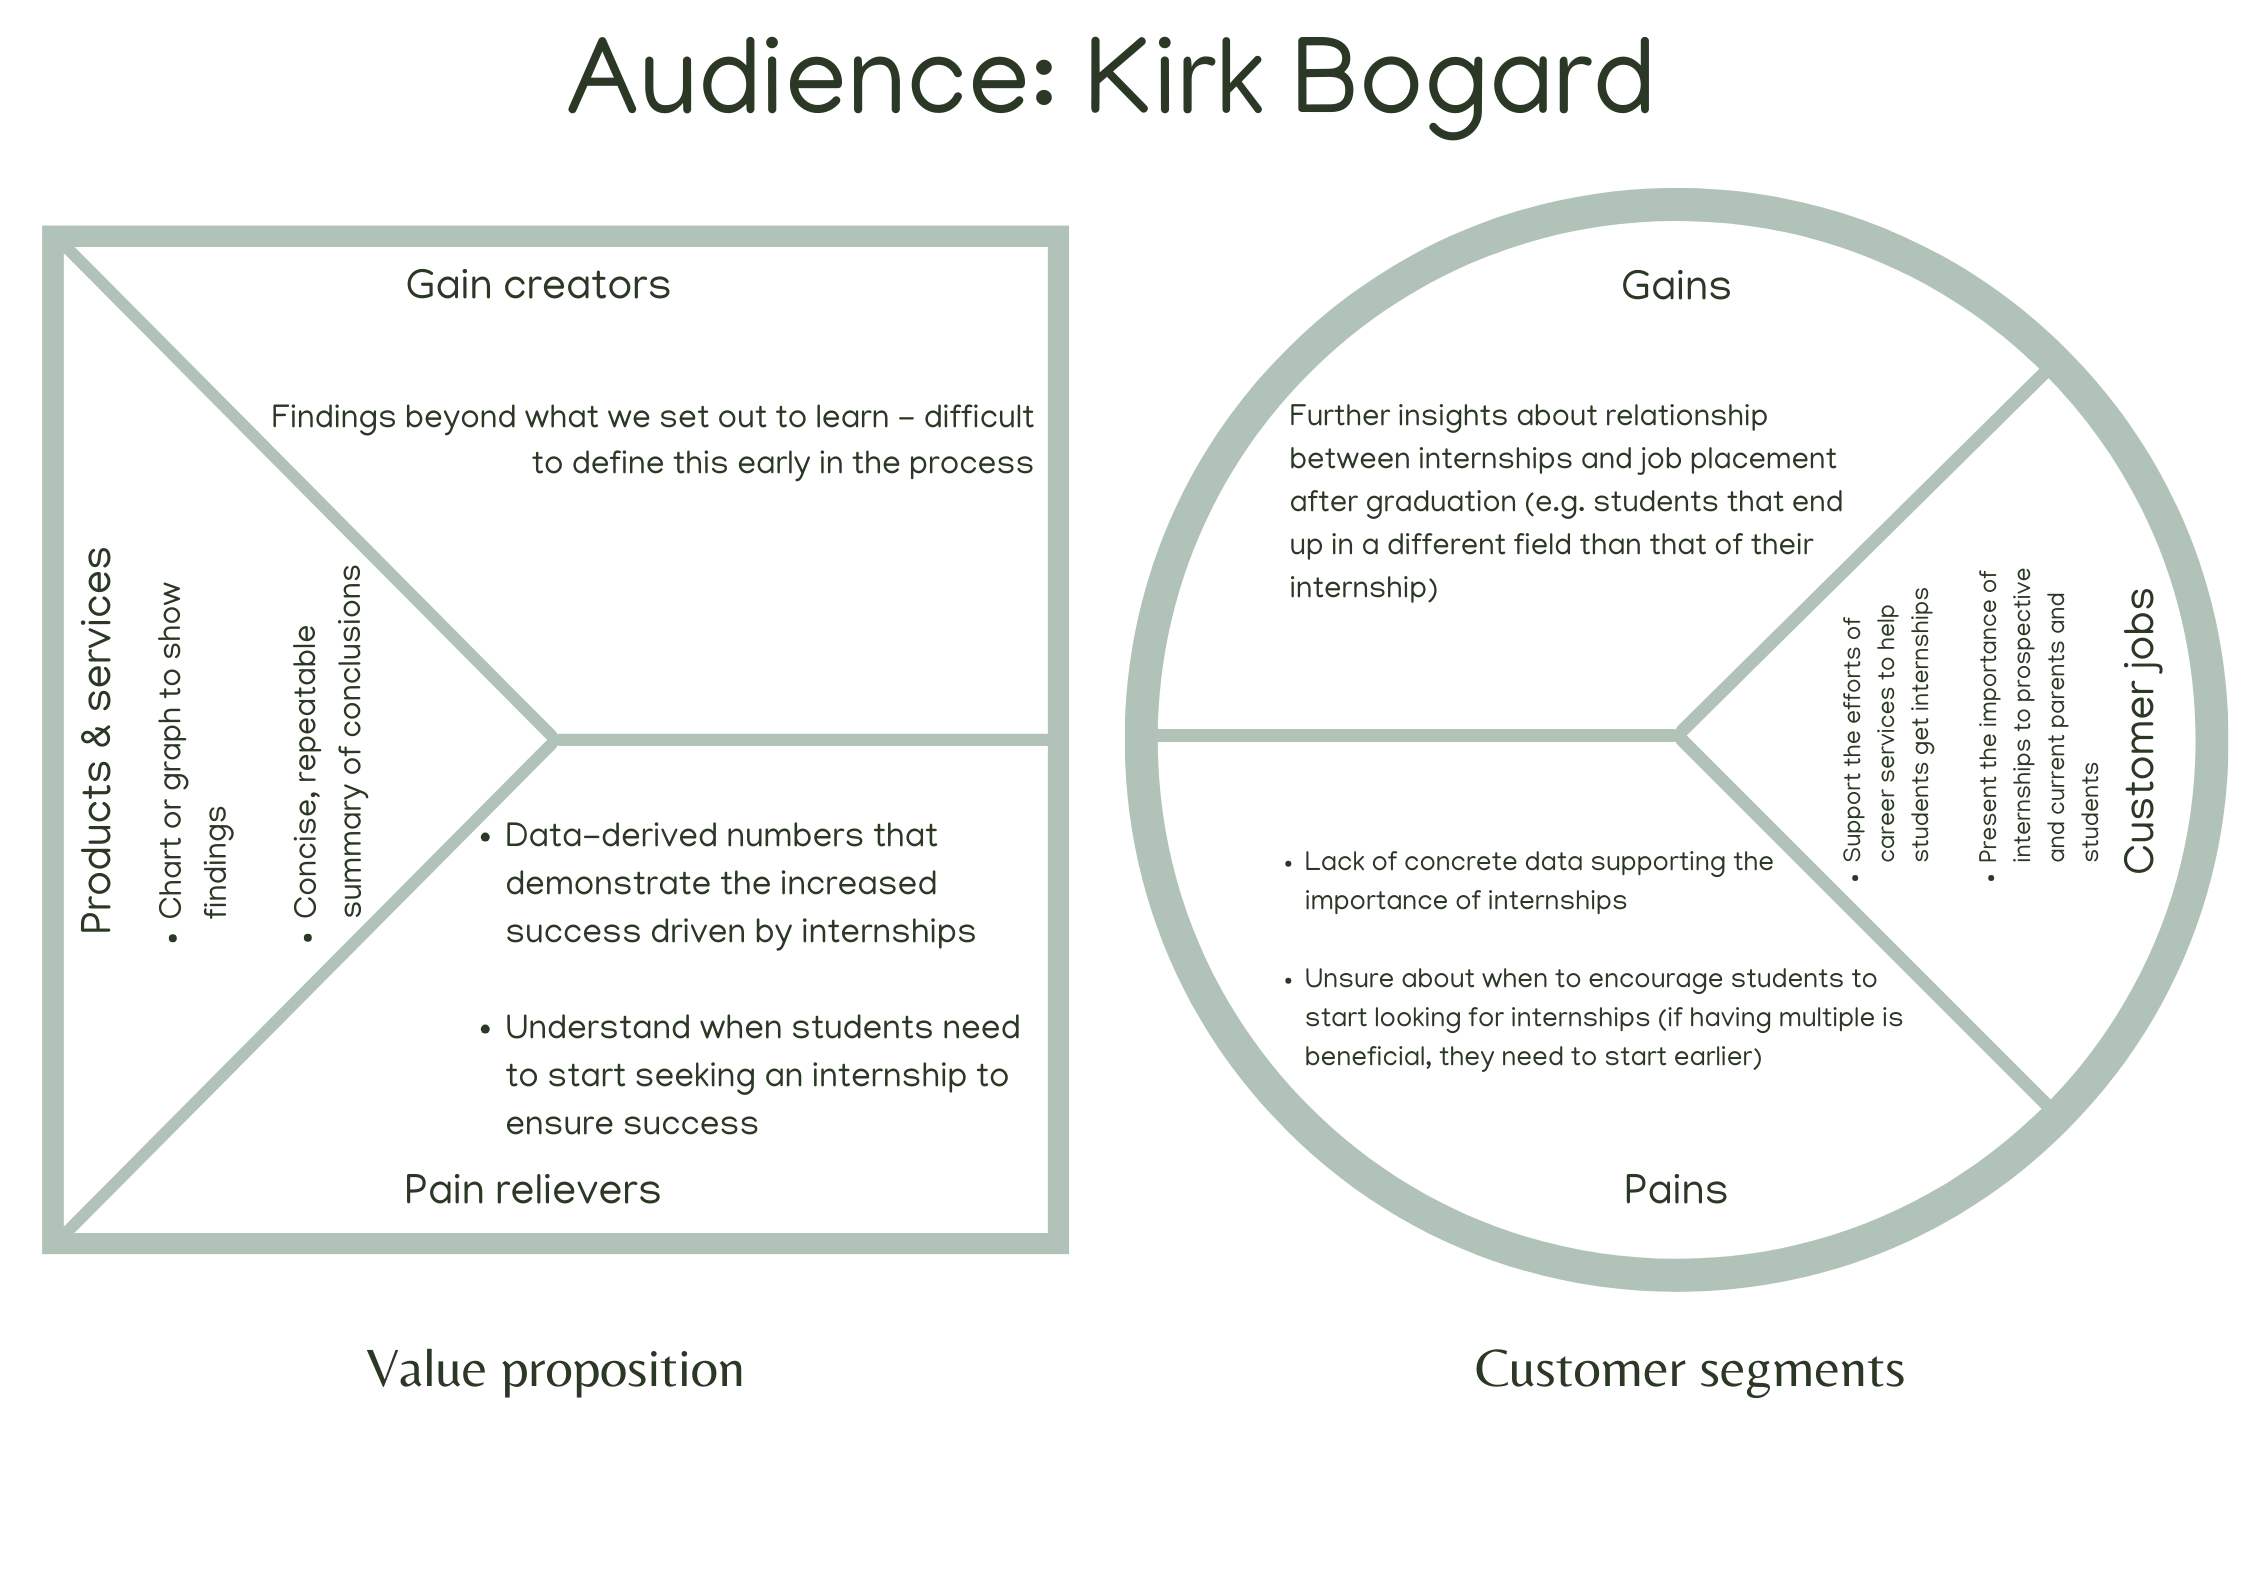 Audience: Kirk Bogard
Gain creators
Findings beyond what we set out to learn – difficult
to define this early in the process
Products & services
• Chart or graph to show
findings
• Concise, repeatable
summary of conclusions
• Data–derived numbers that
demonstrate the increased
success driven by internships
• Understand when students need
to start seeking an internship to
ensure success
Pain relievers
Value proposition
Gains
Further insights about relationship
between internships and job placement
after graduation (e.g. students that end
up in a different field than that of their
internship)
• Support the efforts of
career services to help
students get internships
• Present the importance of
internships to prospective
and current parents and
students
Customer jobs
• Lack of concrete data supporting the
importance of internships
• Unsure about when to encourage students to
start looking for internships (if having multiple is
beneficial, they need to start earlier)
Pains
Customer segments